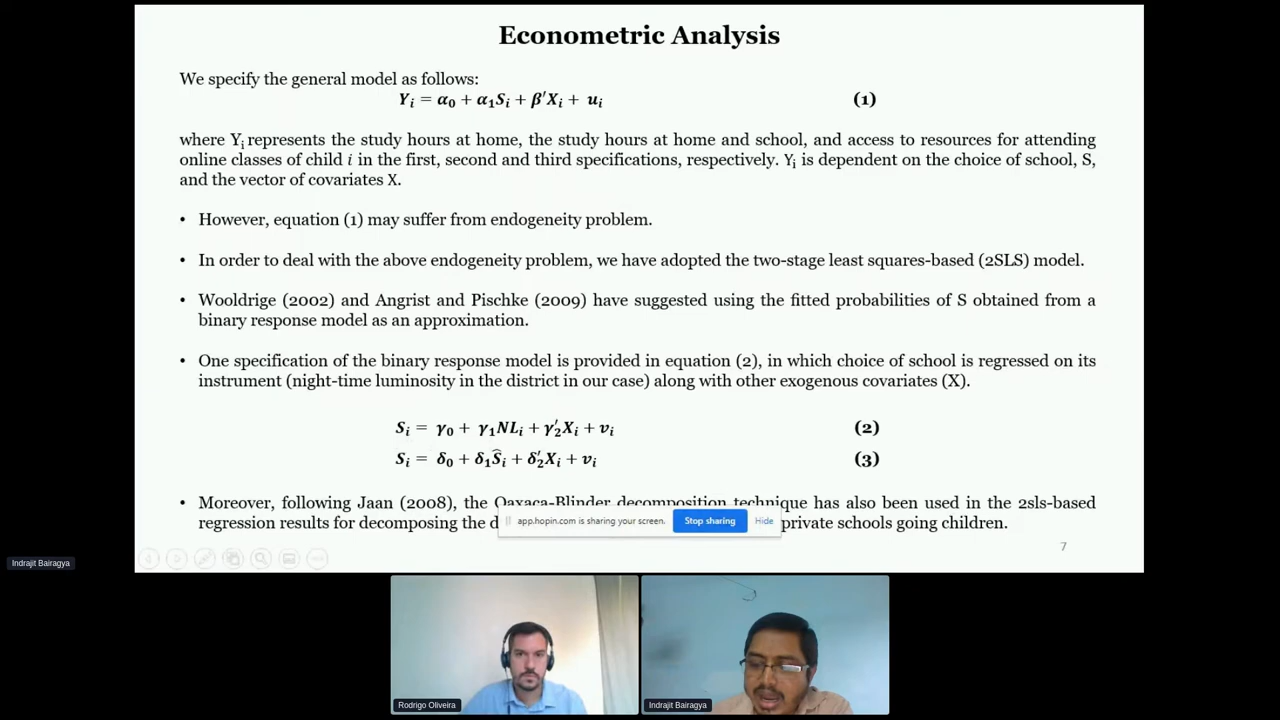 Econometric Analysis
We specify the general model as follows:
Yᵢ = α₀ + α₁Sᵢ + β′Xᵢ + uᵢ (1)
where Yᵢ represents the study hours at home, the study hours at home and school, and access to resources for attending
online classes of child i in the first, second and third specifications, respectively. Yᵢ is dependent on the choice of school, S,
and the vector of covariates X.
• However, equation (1) may suffer from endogeneity problem.
• In order to deal with the above endogeneity problem, we have adopted the two-stage least squares-based (2SLS) model.
• Wooldrige (2002) and Angrist and Pischke (2009) have suggested using the fitted probabilities of S obtained from a
binary response model as an approximation.
• One specification of the binary response model is provided in equation (2), in which choice of school is regressed on its
instrument (night-time luminosity in the district in our case) along with other exogenous covariates (X).
Sᵢ = γ₀ + γ₁NLᵢ + γ₂′Xᵢ + vᵢ (2)
Sᵢ = δ₀ + δ₁Ŝᵢ + δ₂′Xᵢ + vᵢ (3)
• Moreover, following Jaan (2008), the Oaxaca-Blinder decomposition technique has also been used in the 2sls-based
regression results for decomposing the private schools going children.
app.hopin.com is sharing your screen. Stop sharing Hide
7
Indrajit Bairagya
Rodrigo Oliveira
Indrajit Bairagya